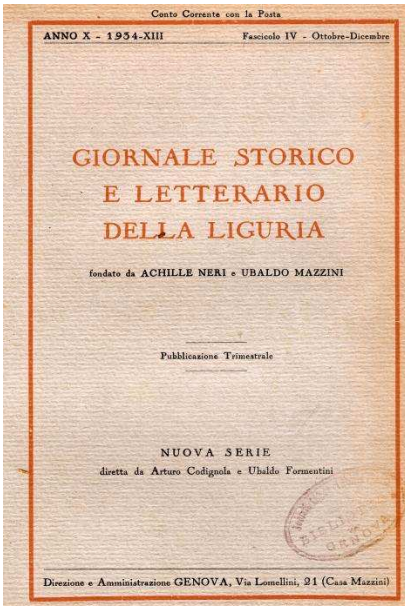 Conto Corrente con la Posta
ANNO X - 1934-XIII Fascicolo IV - Ottobre-Dicembre
GIORNALE STORICO
E LETTERARIO
DELLA LIGURIA
fondato da ACHILLE NERI e UBALDO MAZZINI
Pubblicazione Trimestrale
NUOVA SERIE
diretta da Arturo Codignola e Ubaldo Formentini
GENOVA
Direzione e Amministrazione GENOVA, Via Lomellini, 21 (Casa Mazzini)